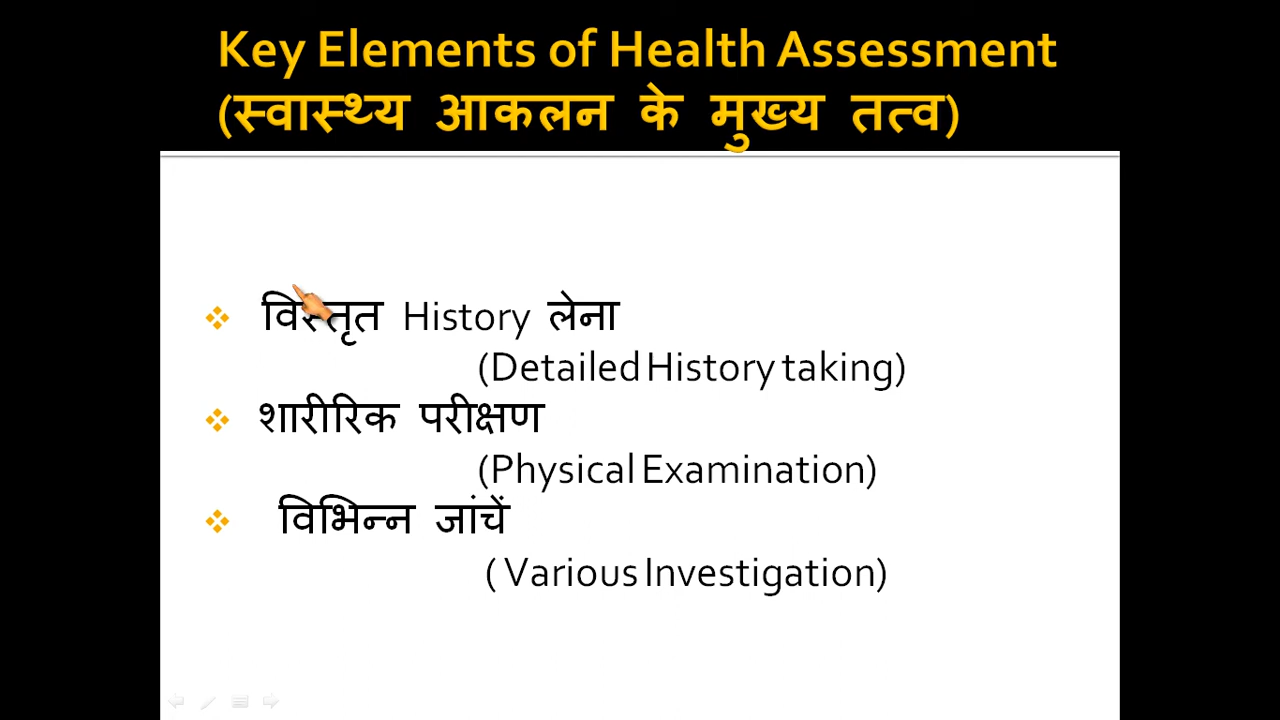 Key Elements of Health Assessment
(स्वास्थ्य आकलन के मुख्य तत्व)
विस्तृत History लेना
(Detailed History taking)
शारीरिक परीक्षण
(Physical Examination)
विभिन्न जांचें
( Various Investigation)